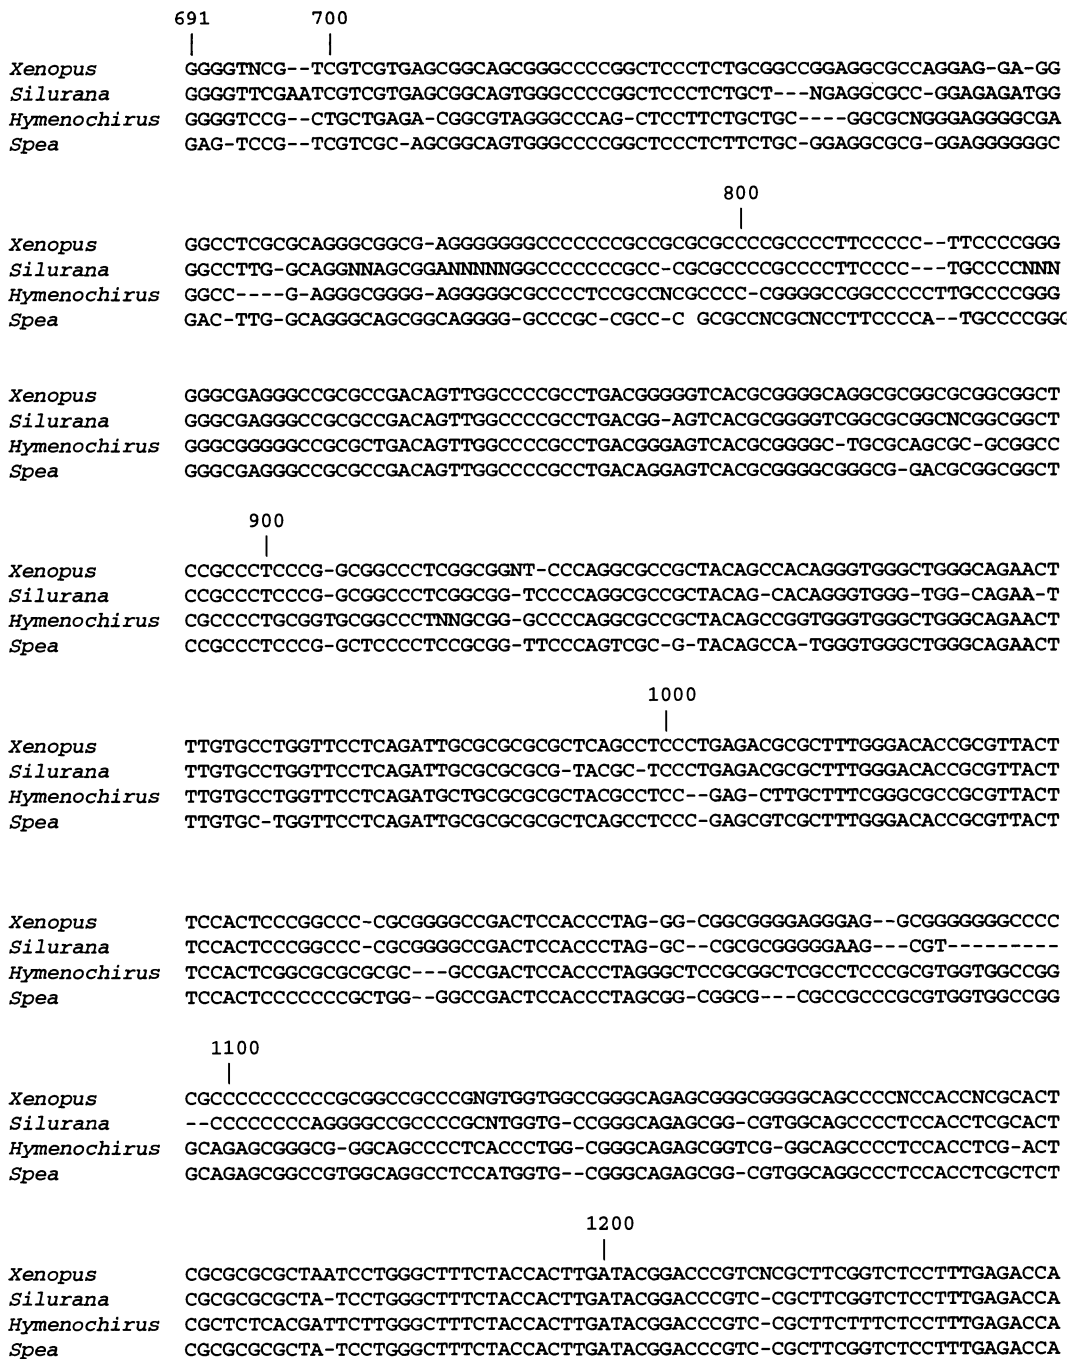 691 700
Xenopus GGGGTNCG--TCGTCGTGAGCGGCAGCGGGCCCCGGCTCCCTCTGCGGCCGGAGGCGCCAGGAG-GA-GG
Silurana GGGGTTCGAATCGTCGTGAGCGGCAGTGGGCCCCGGCTCCCTCTGCT---NGAGGCGCC-GGAGAGATGG
Hymenochirus GGGGTCCG--CTGCTGAGA-CGGCGTAGGGCCCAG-CTCCTTCTGCTGC----GGCGCNGGGAGGGGCGA
Spea GAG-TCCG--TCGTCGC-AGCGGCAGTGGGCCCCGGCTCCCTCTTCTGC-GGAGGCGCG-GGAGGGGGGC
800
Xenopus GGCCTCGCGCAGGGCGGCG-AGGGGGGGCCCCCCCGCCGCGCGCCCCGCCCCTTCCCCC--TTCCCCGGG
Silurana GGCCTTG-GCAGGNNAGCGGANNNNNGGCCCCCCCGCC-CGCGCCCCGCCCCTTCCCC---TGCCCCNNN
Hymenochirus GGCC----G-AGGGCGGGG-AGGGGGCGCCCCTCCGCCNCGCCCC-CGGGGCCGGCCCCCTTGCCCCGGG
Spea GAC-TTG-GCAGGGCAGCGGCAGGGG-GCCCGC-CGCC-C GCGCCNCGCNCCTTCCCCA--TGCCCCGGG
Xenopus GGGCGAGGGCCGCGCCGACAGTTGGCCCCGCCTGACGGGGGTCACGCGGGGCAGGCGCGGCGCGGCGGCT
Silurana GGGCGAGGGCCGCGCCGACAGTTGGCCCCGCCTGACGG-AGTCACGCGGGGTCGGCGCGGCNCGGCGGCT
Hymenochirus GGGCGGGGGCCGCGCTGACAGTTGGCCCCGCCTGACGGGAGTCACGCGGGGC-TGCGCAGCGC-GCGGCC
Spea GGGCGAGGGCCGCGCCGACAGTTGGCCCCGCCTGACAGGAGTCACGCGGGGCGGGCG-GACGCGGCGGCT
900
Xenopus CCGCCCTCCCG-GCGGCCCTCGGCGGNT-CCCAGGCGCCGCTACAGCCACAGGGTGGGCTGGGCAGAACT
Silurana CCGCCCTCCCG-GCGGCCCTCGGCGG-TCCCCAGGCGCCGCTACAG-CACAGGGTGGG-TGG-CAGAA-T
Hymenochirus CGCCCCTGCGGTGCGGCCCTNNGCGG-GCCCCAGGCGCCGCTACAGCCGGTGGGTGGGCTGGGCAGAACT
Spea CCGCCCTCCCG-GCTCCCCTCCGCGG-TTCCCAGTCGC-G-TACAGCCA-TGGGTGGGCTGGGCAGAACT
1000
Xenopus TTGTGCCTGGTTCCTCAGATTGCGCGCGCGCTCAGCCTCCCTGAGACGCGCTTTGGGACACCGCGTTACT
Silurana TTGTGCCTGGTTCCTCAGATTGCGCGCGCG-TACGC-TCCCTGAGACGCGCTTTGGGACACCGCGTTACT
Hymenochirus TTGTGCCTGGTTCCTCAGATGCTGCGCGCGCTACGCCTCC--GAG-CTTGCTTTCGGGCGCCGCGTTACT
Spea TTGTGC-TGGTTCCTCAGATTGCGCGCGCGCTCAGCCTCCC-GAGCGTCGCTTTGGGACACCGCGTTACT
Xenopus TCCACTCCCGGCCC-CGCGGGGCCGACTCCACCCTAG-GG-CGGCGGGGAGGGAG--GCGGGGGGGCCCC
Silurana TCCACTCCCGGCCC-CGCGGGGCCGACTCCACCCTAG-GC--CGCGCGGGGGAAG---CGT---------
Hymenochirus TCCACTCGGCGCGCGCGC---GCCGACTCCACCCTAGGGCTCCGCGGCTCGCCTCCCGCGTGGTGGCCGG
Spea TCCACTCCCCCCCGCTGG--GGCCGACTCCACCCTAGCGG-CGGCG---CGCCGCCCGCGTGGTGGCCGG
1100
Xenopus CGCCCCCCCCCCGCGGCCGCCCGNGTGGTGGCCGGGCAGAGCGGGCGGGGCAGCCCCNCCACCNCGCACT
Silurana --CCCCCCCCAGGGGCCGCCCCGCNTGGTG-CCGGGCAGAGCGG-CGTGGCAGCCCCTCCACCTCGCACT
Hymenochirus GCAGAGCGGGCG-GGCAGCCCCTCACCCTGG-CGGGCAGAGCGGTCG-GGCAGCCCCTCCACCTCG-ACT
Spea GCAGAGCGGCCGTGGCAGGCCTCCATGGTG--CGGGCAGAGCGG-CGTGGCAGGCCCTCCACCTCGCTCT
1200
Xenopus CGCGCGCGCTAATCCTGGGCTTTCTACCACTTGATACGGACCCGTCNCGCTTCGGTCTCCTTTGAGACCA
Silurana CGCGCGCGCTA-TCCTGGGCTTTCTACCACTTGATACGGACCCGTC-CGCTTCGGTCTCCTTTGAGACCA
Hymenochirus CGCTCTCACGATTCTTGGGCTTTCTACCACTTGATACGGACCCGTC-CGCTTCTTTCTCCTTTGAGACCA
Spea CGCGCGCGCTA-TCCTGGGCTTTCTACCACTTGATACGGACCCGTC-CGCTTCGGTCTCCTTTGAGACCA